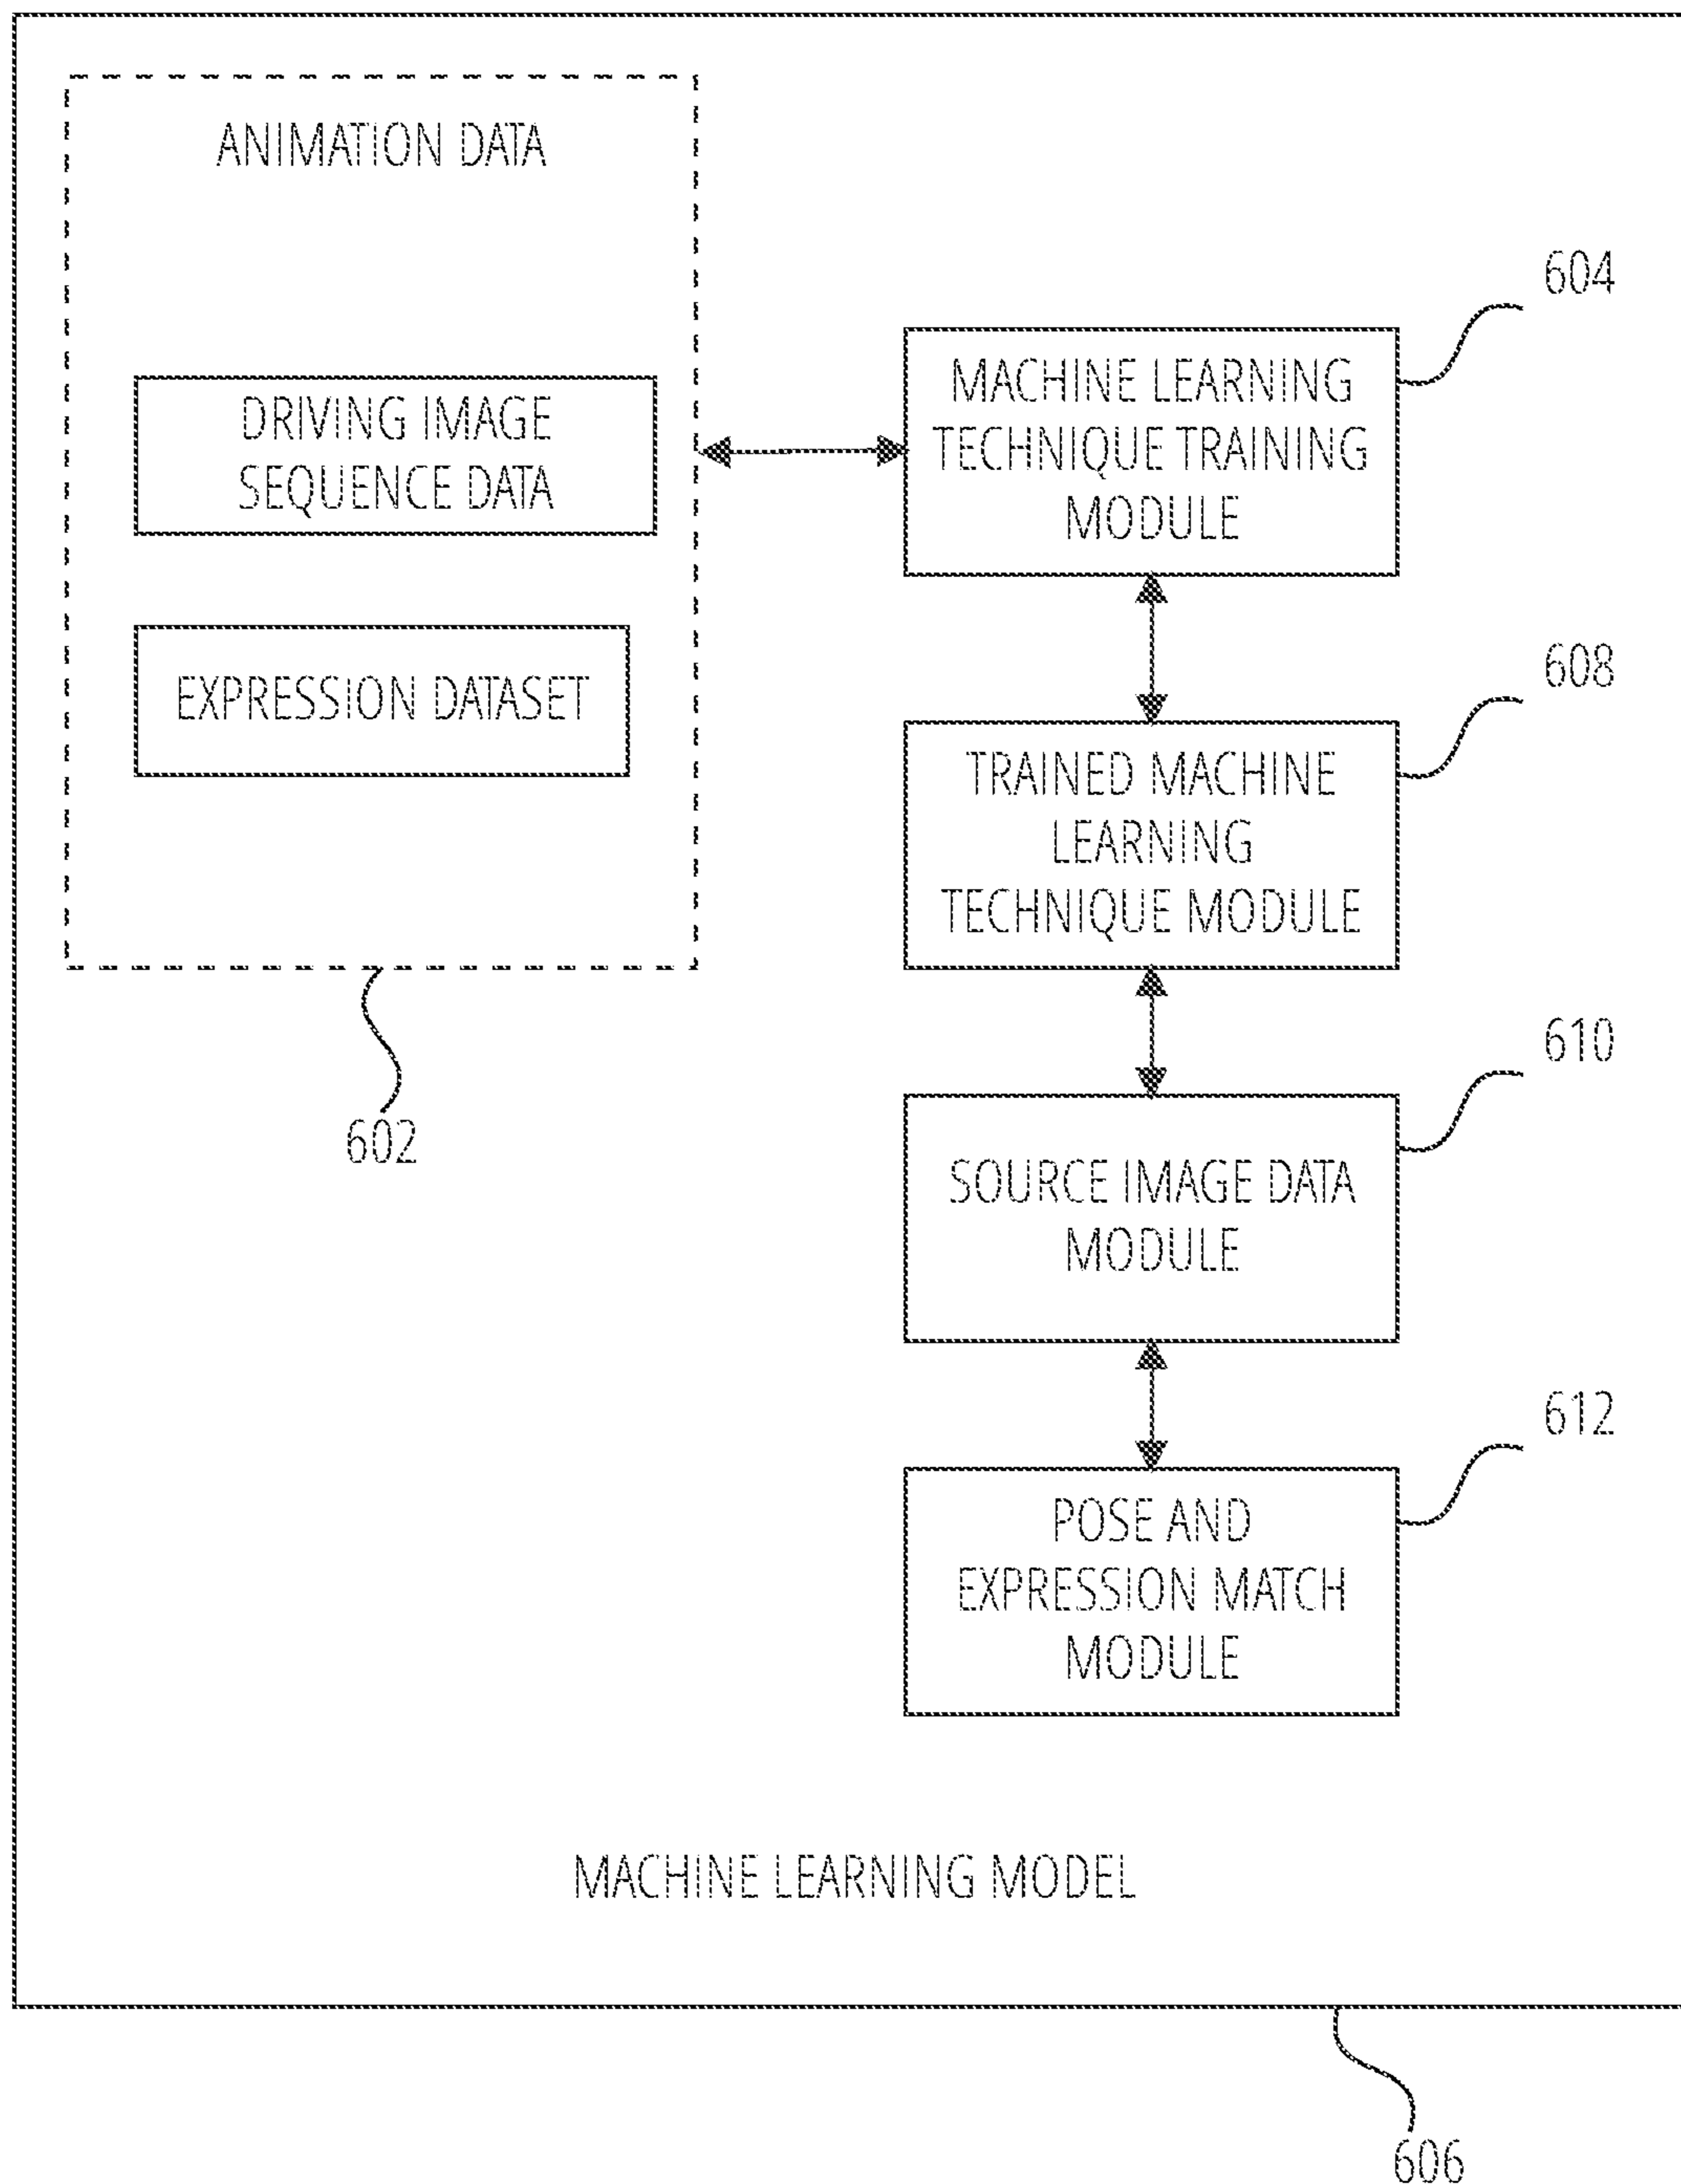 ANIMATION DATA
DRIVING IMAGE
SEQUENCE DATA
EXPRESSION DATASET
602
604
MACHINE LEARNING
TECHNIQUE TRAINING
MODULE
608
TRAINED MACHINE
LEARNING
TECHNIQUE MODULE
610
SOURCE IMAGE DATA
MODULE
612
POSE AND
EXPRESSION MATCH
MODULE
MACHINE LEARNING MODEL
606